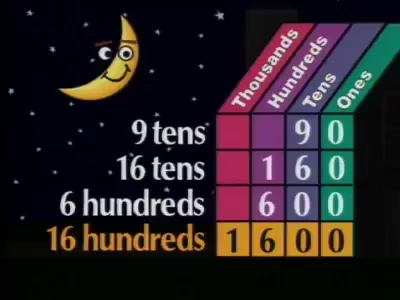 Thousands Hundreds Tens Ones
9 tens 9 0
16 tens 1 6 0
6 hundreds 6 0 0
16 hundreds 1 6 0 0